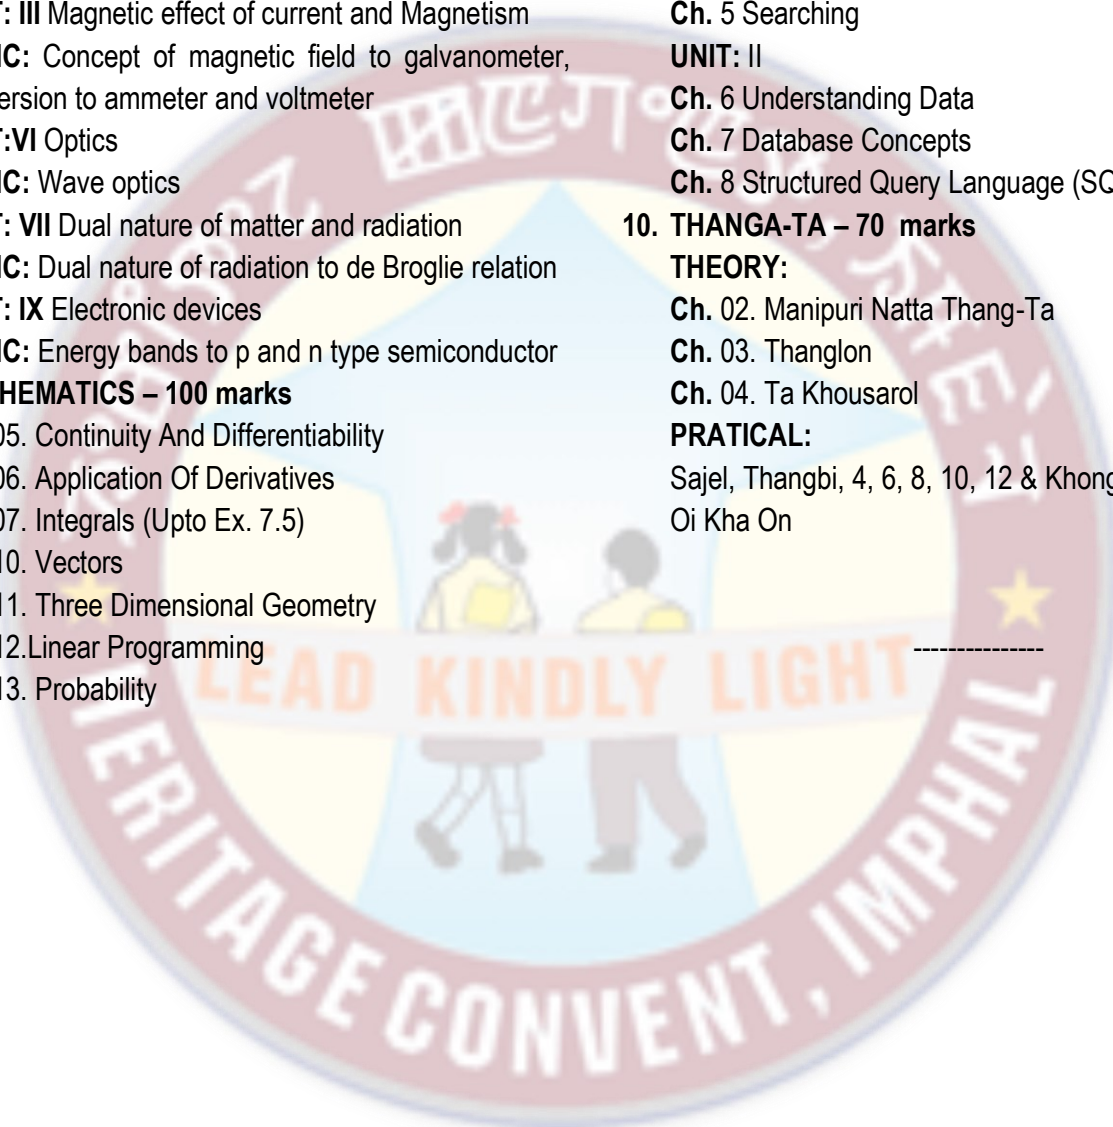 T: III Magnetic effect of current and Magnetism
IC: Concept of magnetic field to galvanometer,
ersion to ammeter and voltmeter
T:VI Optics
IC: Wave optics
T: VII Dual nature of matter and radiation
IC: Dual nature of radiation to de Broglie relation
T: IX Electronic devices
IC: Energy bands to p and n type semiconductor
HEMATICS – 100 marks
05. Continuity And Differentiability
06. Application Of Derivatives
07. Integrals (Upto Ex. 7.5)
10. Vectors
11. Three Dimensional Geometry
12.Linear Programming
13. Probability
Ch. 5 Searching
UNIT: II
Ch. 6 Understanding Data
Ch. 7 Database Concepts
Ch. 8 Structured Query Language (SQ
10. THANGA-TA – 70 marks
THEORY:
Ch. 02. Manipuri Natta Thang-Ta
Ch. 03. Thanglon
Ch. 04. Ta Khousarol
PRATICAL:
Sajel, Thangbi, 4, 6, 8, 10, 12 & Khong
Oi Kha On
---------------
LEAD KINDLY LIGHT
HERITAGE CONVENT, IMPHAL